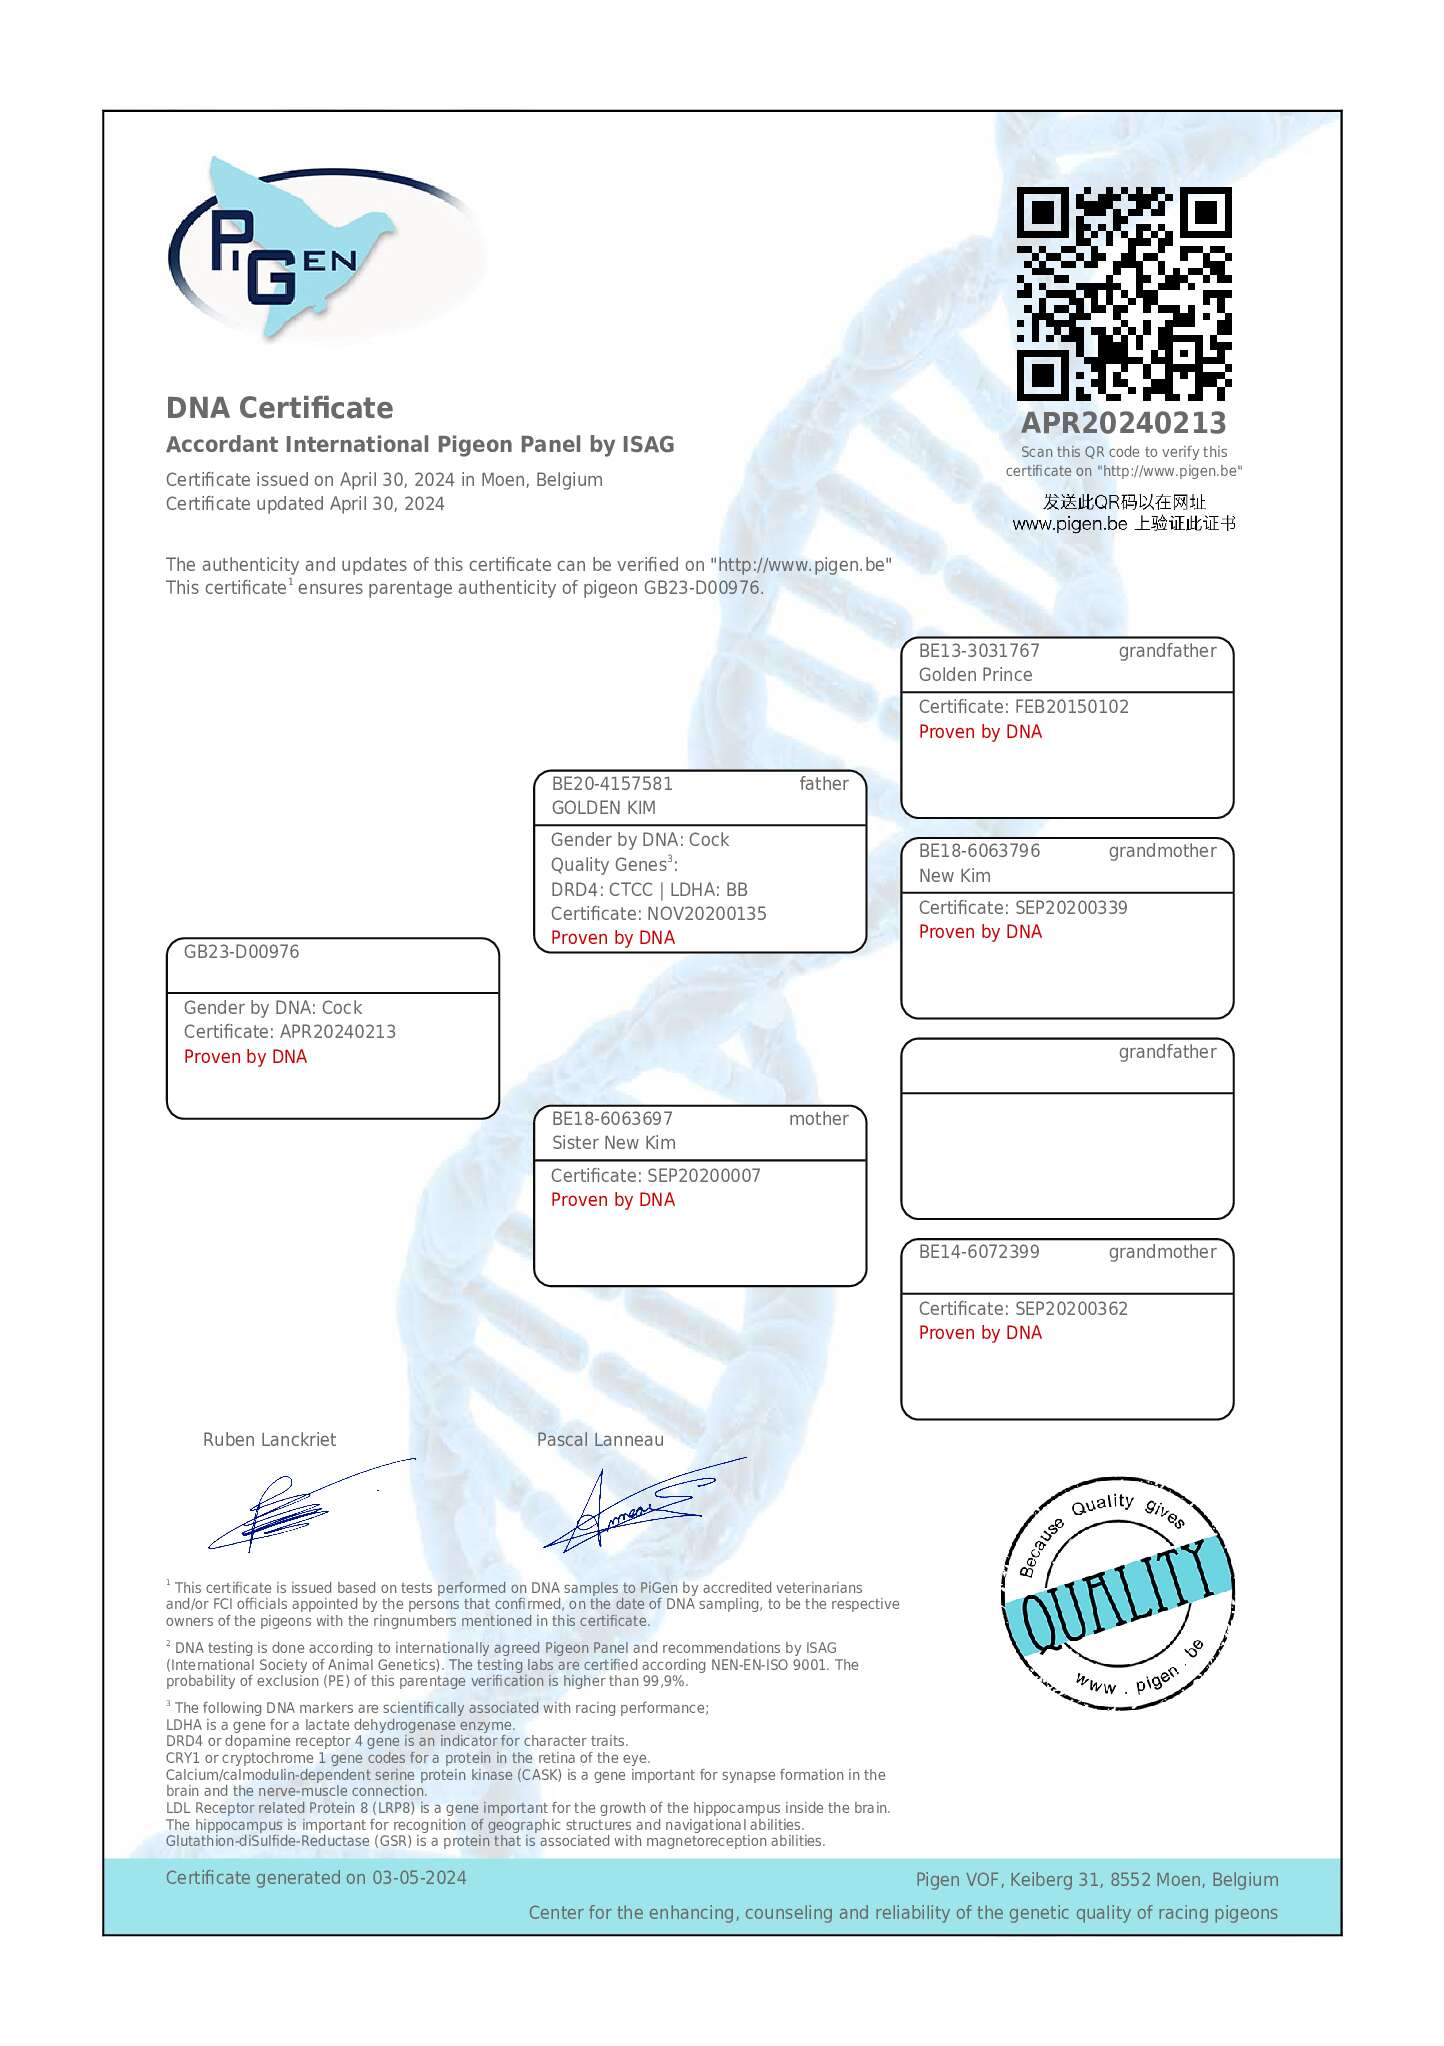 PiGEN
APR20240213
Scan this QR code to verify this
certificate on "http://www.pigen.be"
发送此QR码以在网址
www.pigen.be 上验证此证书
DNA Certificate
Accordant International Pigeon Panel by ISAG
Certificate issued on April 30, 2024 in Moen, Belgium
Certificate updated April 30, 2024
The authenticity and updates of this certificate can be verified on "http://www.pigen.be"
This certificate¹ ensures parentage authenticity of pigeon GB23-D00976.
GB23-D00976
Gender by DNA: Cock
Certificate: APR20240213
Proven by DNA
BE20-4157581 father
GOLDEN KIM
Gender by DNA: Cock
Quality Genes³:
DRD4: CTCC | LDHA: BB
Certificate: NOV20200135
Proven by DNA
BE18-6063697 mother
Sister New Kim
Certificate: SEP20200007
Proven by DNA
BE13-3031767 grandfather
Golden Prince
Certificate: FEB20150102
Proven by DNA
BE18-6063796 grandmother
New Kim
Certificate: SEP20200339
Proven by DNA
grandfather
BE14-6072399 grandmother
Certificate: SEP20200362
Proven by DNA
Ruben Lanckriet
Pascal Lanneau
Because Quality gives
QUALITY
www.pigen.be
¹ This certificate is issued based on tests performed on DNA samples to PiGen by accredited veterinarians
and/or FCI officials appointed by the persons that confirmed, on the date of DNA sampling, to be the respective
owners of the pigeons with the ringnumbers mentioned in this certificate.
² DNA testing is done according to internationally agreed Pigeon Panel and recommendations by ISAG
(International Society of Animal Genetics). The testing labs are certified according NEN-EN-ISO 9001. The
probability of exclusion (PE) of this parentage verification is higher than 99,9%.
³ The following DNA markers are scientifically associated with racing performance;
LDHA is a gene for a lactate dehydrogenase enzyme.
DRD4 or dopamine receptor 4 gene is an indicator for character traits.
CRY1 or cryptochrome 1 gene codes for a protein in the retina of the eye.
Calcium/calmodulin-dependent serine protein kinase (CASK) is a gene important for synapse formation in the
brain and the nerve-muscle connection.
LDL Receptor related Protein 8 (LRP8) is a gene important for the growth of the hippocampus inside the brain.
The hippocampus is important for recognition of geographic structures and navigational abilities.
Glutathion-diSulfide-Reductase (GSR) is a protein that is associated with magnetoreception abilities.
Certificate generated on 03-05-2024
Pigen VOF, Keiberg 31, 8552 Moen, Belgium
Center for the enhancing, counseling and reliability of the genetic quality of racing pigeons